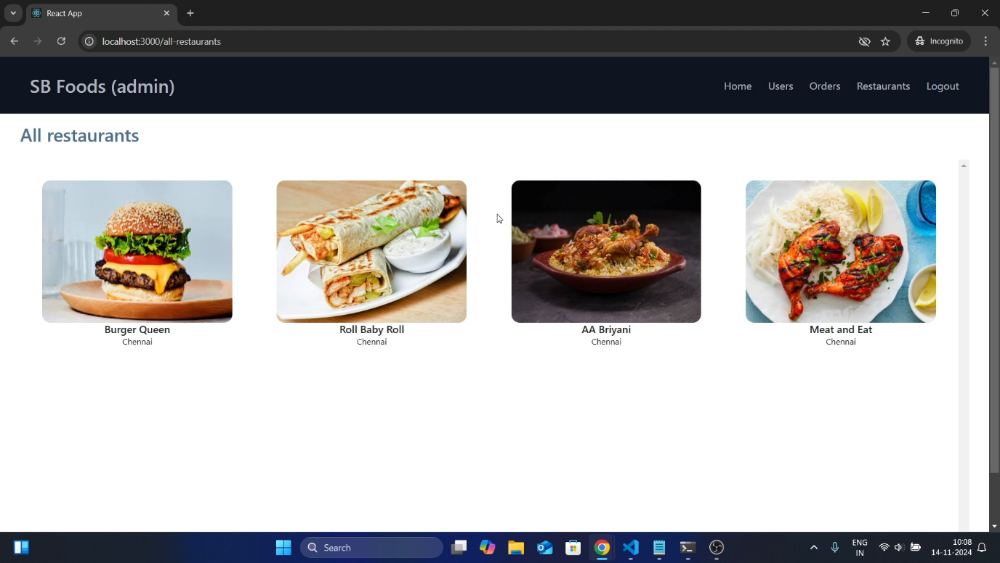 React App
localhost:3000/all-restaurants
Incognito
SB Foods (admin)
Home Users Orders Restaurants Logout
All restaurants
Burger Queen
Chennai
Roll Baby Roll
Chennai
AA Briyani
Chennai
Meat and Eat
Chennai
Search
ENG
IN
10:08
14-11-2024